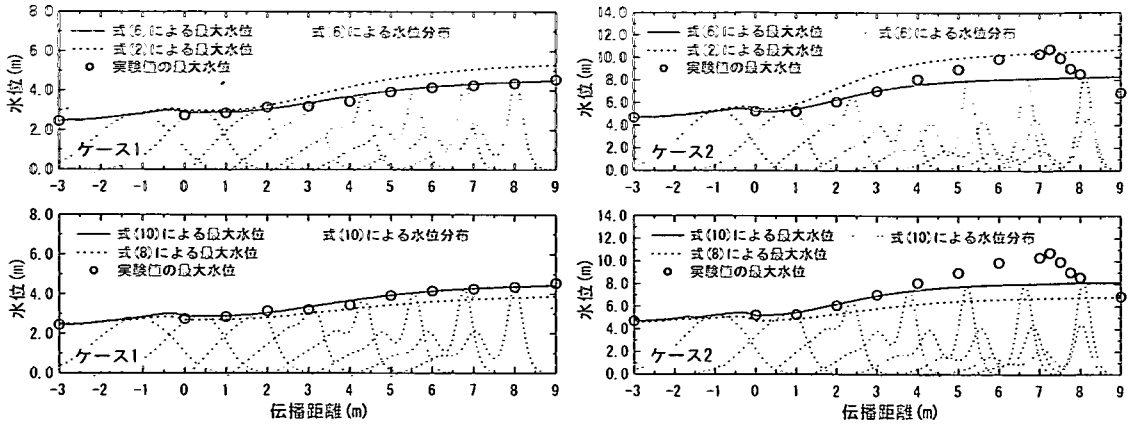 8.0
6.0
4.0
2.0
0.0
水位(m)
式(6)による最大水位
式(6)による水位分布
式(2)による最大水位
実験値の最大水位
ケース1
-3 -2 -1 0 1 2 3 4 5 6 7 8 9
14.0
12.0
10.0
8.0
6.0
4.0
2.0
0.0
水位(m)
式(6)による最大水位
式(6)による水位分布
式(2)による最大水位
実験値の最大水位
ケース2
-3 -2 -1 0 1 2 3 4 5 6 7 8 9
8.0
6.0
4.0
2.0
0.0
水位(m)
式(10)による最大水位
式(10)による水位分布
式(8)による最大水位
実験値の最大水位
ケース1
-3 -2 -1 0 1 2 3 4 5 6 7 8 9
伝播距離(m)
14.0
12.0
10.0
8.0
6.0
4.0
2.0
0.0
水位(m)
式(10)による最大水位
式(10)による水位分布
式(8)による最大水位
実験値の最大水位
ケース2
-3 -2 -1 0 1 2 3 4 5 6 7 8 9
伝播距離(m)